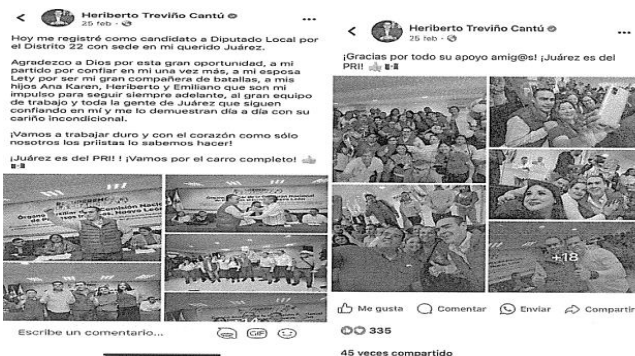 Heriberto Treviño Cantú
25 feb
Hoy me registré como candidato a Diputado Local por
el Distrito 22 con sede en mi querido Juárez.
Agradezco a Dios por esta gran oportunidad, a mi
partido por confiar en mi una vez más, a mi esposa
Lety por ser mi gran compañera de batallas, a mis
hijos Ana Karen, Heriberto y Emiliano que son mi
impulso para seguir siempre adelante, al gran equipo
de trabajo y toda la gente de Juárez que siguen
confiando en mí y me lo demuestran día a día con su
cariño incondicional.
¡Vamos a trabajar duro y con el corazón como sólo
nosotros los priistas lo sabemos hacer!
¡Juárez es del PRI! ! ¡Vamos por el carro completo!
Escribe un comentario...
GIF
Heriberto Treviño Cantú
25 feb
¡Gracias por todo su apoyo amig@s! ¡Juárez es del
PRI!
+18
Me gusta Comentar Enviar Compartir
335
45 veces compartido